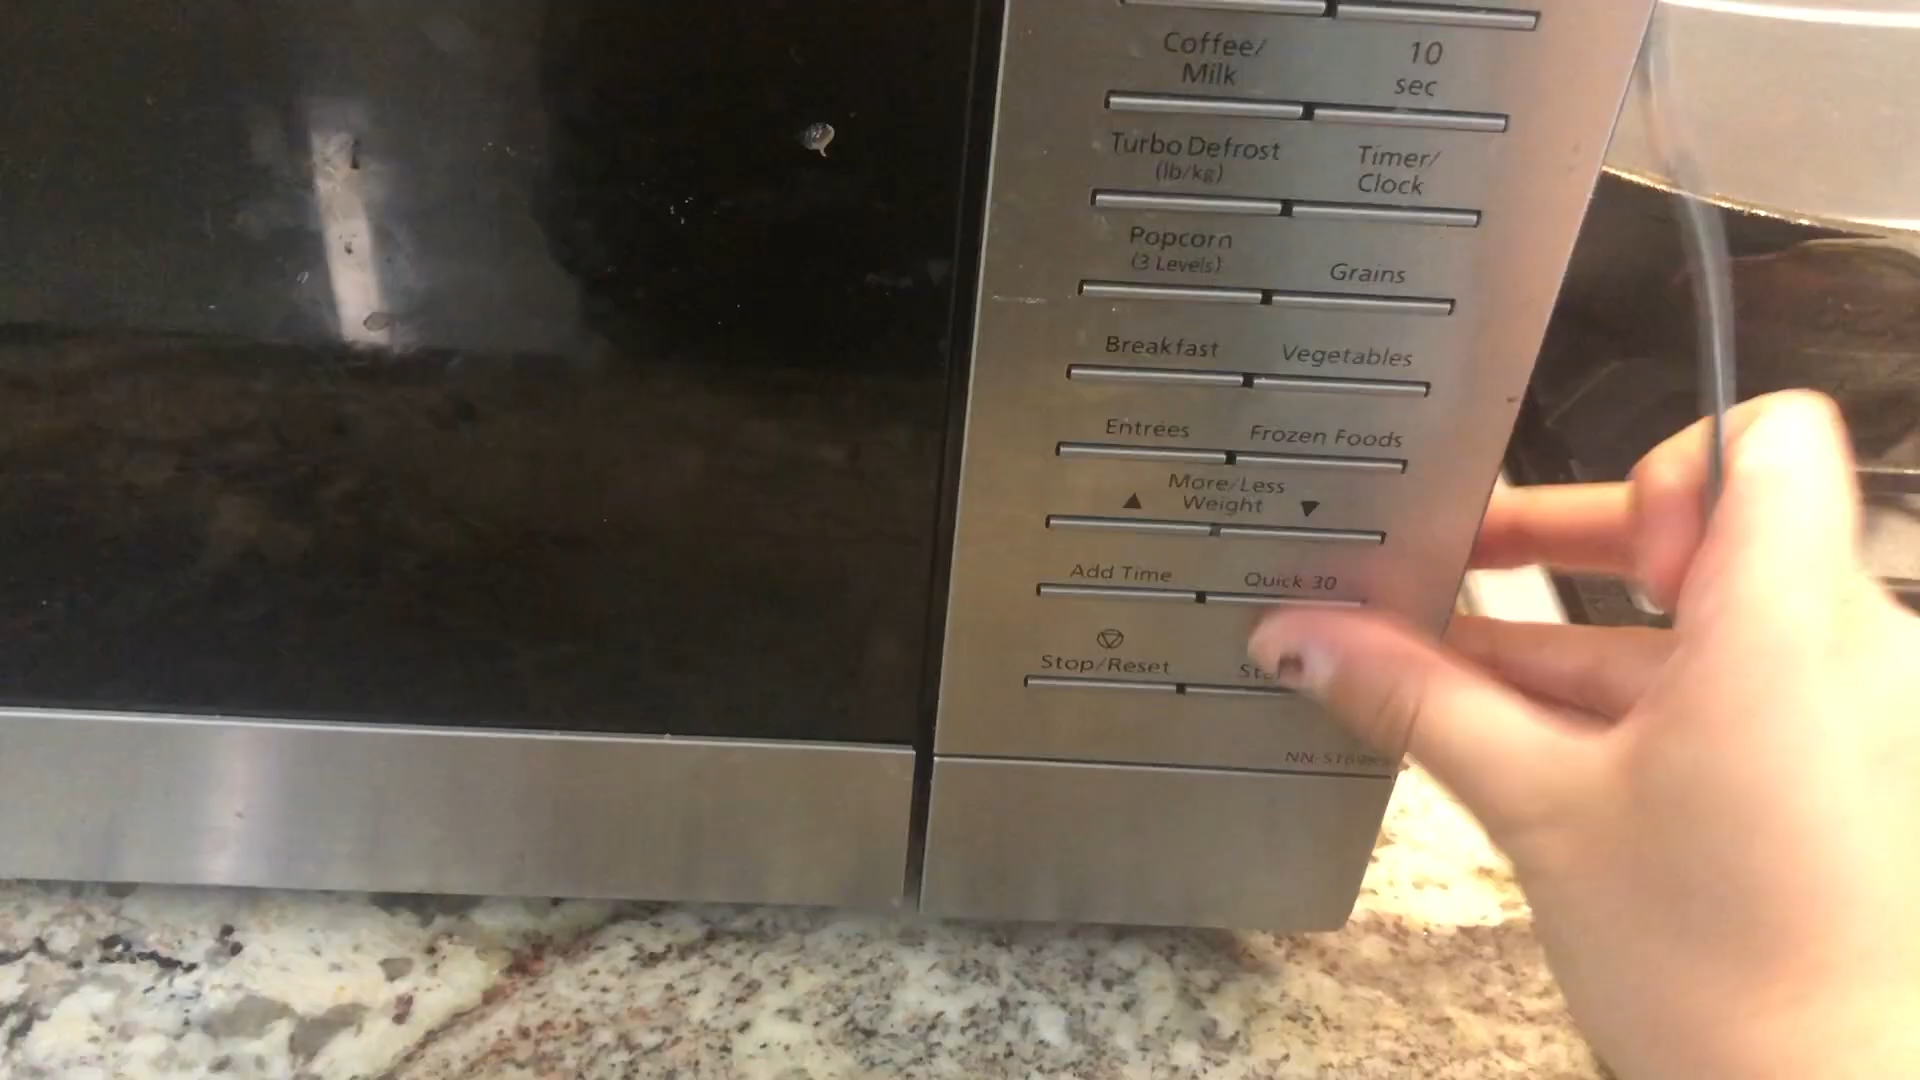 Coffee/
Milk
10
sec
Turbo Defrost
(lb/kg)
Timer/
Clock
Popcorn
(3 Levels)
Grains
Breakfast
Vegetables
Entrées
Frozen Foods
More/Less
Weight
Add Time
Quick 30
Stop/Reset